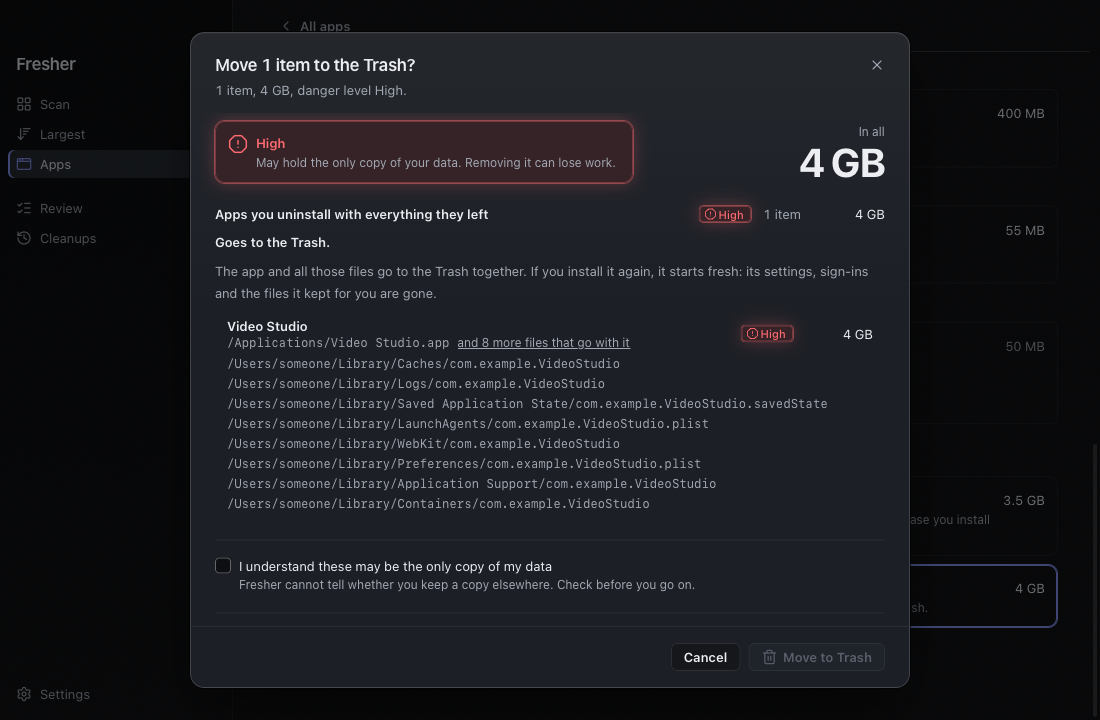 All apps
Fresher
Scan
Largest
Apps
Review
Cleanups
Settings
Move 1 item to the Trash?
1 item, 4 GB, danger level High.
High
May hold the only copy of your data. Removing it can lose work.
In all
4 GB
Apps you uninstall with everything they left
High
1 item
4 GB
Goes to the Trash.
The app and all those files go to the Trash together. If you install it again, it starts fresh: its settings, sign-ins
and the files it kept for you are gone.
Video Studio
/Applications/Video Studio.app and 8 more files that go with it
High
4 GB
/Users/someone/Library/Caches/com.example.VideoStudio
/Users/someone/Library/Logs/com.example.VideoStudio
/Users/someone/Library/Saved Application State/com.example.VideoStudio.savedState
/Users/someone/Library/LaunchAgents/com.example.VideoStudio.plist
/Users/someone/Library/WebKit/com.example.VideoStudio
/Users/someone/Library/Preferences/com.example.VideoStudio.plist
/Users/someone/Library/Application Support/com.example.VideoStudio
/Users/someone/Library/Containers/com.example.VideoStudio
I understand these may be the only copy of my data
Fresher cannot tell whether you keep a copy elsewhere. Check before you go on.
Cancel
Move to Trash
400 MB
55 MB
50 MB
3.5 GB
ase you install
4 GB
sh.